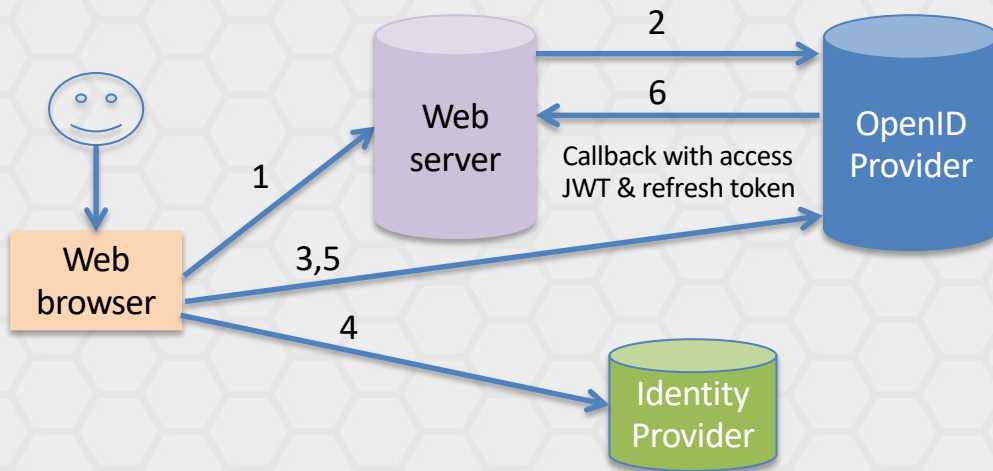 2
6
Web
server
OpenID
Provider
Callback with access
JWT & refresh token
1
Web
browser
3,5
4
Identity
Provider